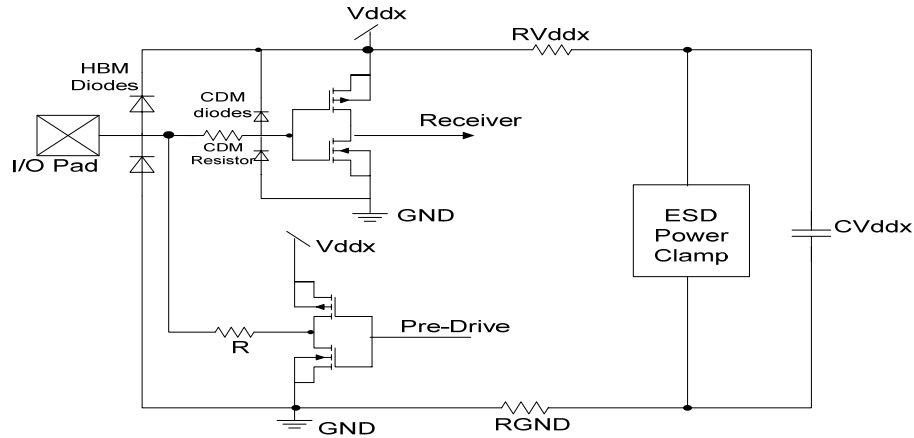 Vddx
RVddx
HBM
Diodes
CDM
diodes
CDM
Resistor
Receiver
I/O Pad
GND
ESD
Power
Clamp
CVddx
Vddx
Pre-Drive
R
GND
RGND